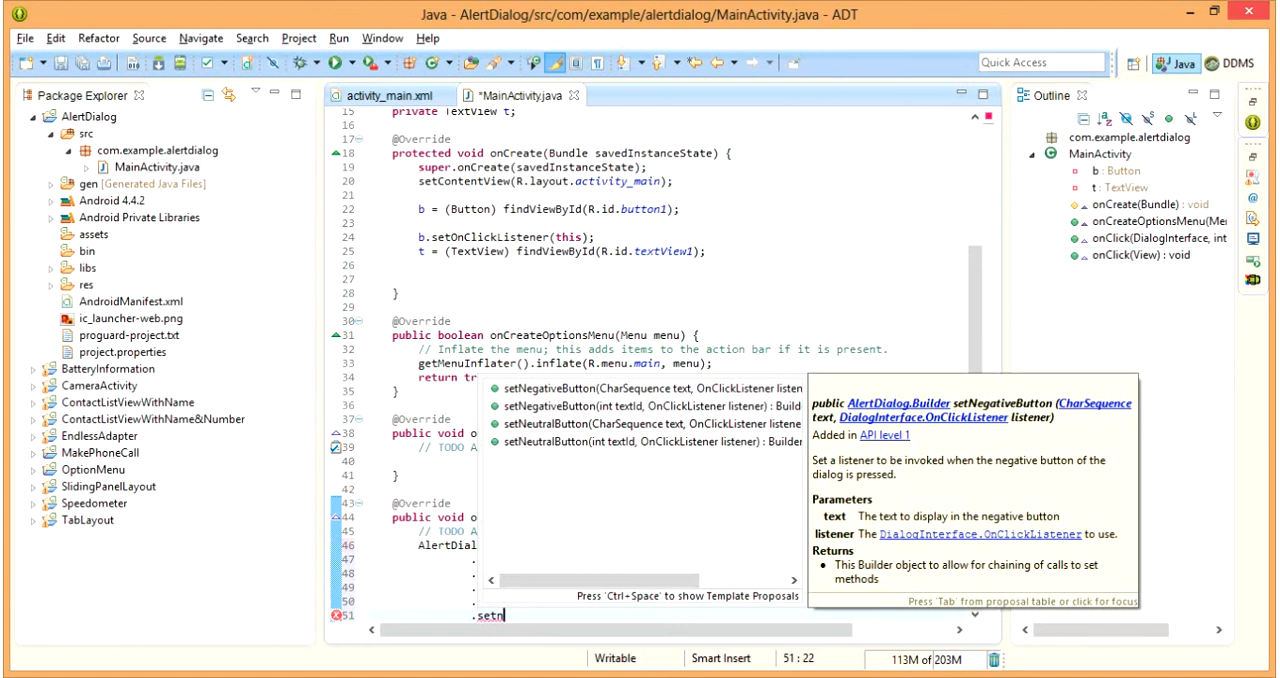 Java - AlertDialog/src/com/example/alertdialog/MainActivity.java - ADT
File Edit Refactor Source Navigate Search Project Run Window Help
Quick Access
Java
DDMS
Package Explorer
AlertDialog
src
com.example.alertdialog
MainActivity.java
gen [Generated Java Files]
Android 4.4.2
Android Private Libraries
assets
bin
libs
res
AndroidManifest.xml
ic_launcher-web.png
proguard-project.txt
project.properties
BatteryInformation
CameraActivity
ContactListViewWithName
ContactListViewWithName&Number
EndlessAdapter
MakePhoneCall
OptionMenu
SlidingPanelLayout
Speedometer
TabLayout
activity_main.xml
*MainActivity.java
15 private TextView t;
16
17 @Override
18 protected void onCreate(Bundle savedInstanceState) {
19 super.onCreate(savedInstanceState);
20 setContentView(R.layout.activity_main);
21
22 b = (Button) findViewById(R.id.button1);
23
24 b.setOnClickListener(this);
25 t = (TextView) findViewById(R.id.textView1);
26
27
28 }
29
30 @Override
31 public boolean onCreateOptionsMenu(Menu menu) {
32 // Inflate the menu; this adds items to the action bar if it is present.
33 getMenuInflater().inflate(R.menu.main, menu);
34 return tr
35 }
36
37 @Override
38 public void o
39 // TODO A
40
41 }
42
43 @Override
44 public void o
45 // TODO A
46 AlertDial
47 .
48 .
49 .
50 .
51 .setn
setNegativeButton(CharSequence text, OnClickListener listen
setNegativeButton(int textId, OnClickListener listener) : Build
setNeutralButton(CharSequence text, OnClickListener listene
setNeutralButton(int textId, OnClickListener listener) : Builder
Press 'Ctrl+Space' to show Template Proposals
public AlertDialog.Builder setNegativeButton (CharSequence
text, DialogInterface.OnClickListener listener)
Added in API level 1
Set a listener to be invoked when the negative button of the
dialog is pressed.
Parameters
text The text to display in the negative button
listener The DialogInterface.OnClickListener to use.
Returns
This Builder object to allow for chaining of calls to set
methods
Press 'Tab' from proposal table or click for focus
Outline
com.example.alertdialog
MainActivity
b : Button
t : TextView
onCreate(Bundle) : void
onCreateOptionsMenu(Me
onClick(DialogInterface, int
onClick(View) : void
Writable
Smart Insert
51 : 22
113M of 203M